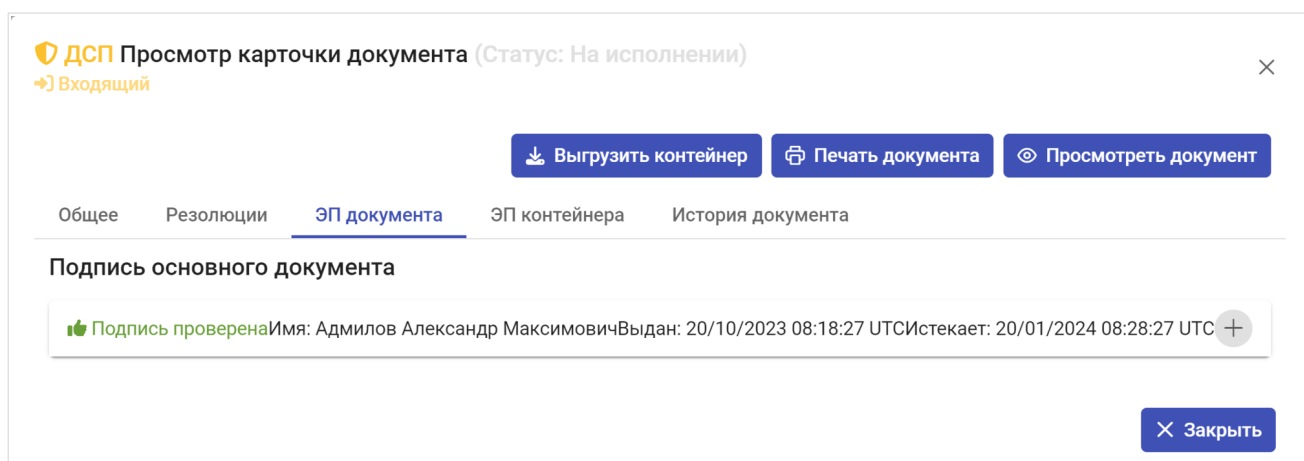 ДСП Просмотр карточки документа (Статус: На исполнении)
Входящий
Выгрузить контейнер Печать документа Просмотреть документ
Общее Резолюции ЭП документа ЭП контейнера История документа
Подпись основного документа
Подпись проверенаИмя: Адмилов Александр МаксимовичВыдан: 20/10/2023 08:18:27 UTCИстекает: 20/01/2024 08:28:27 UTC
Закрыть